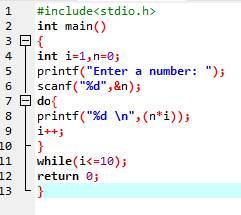 1 #include<stdio.h>
2 int main()
3 {
4 int i=1,n=0;
5 printf("Enter a number: ");
6 scanf("%d",&n);
7 do{
8 printf("%d \n",(n*i));
9 i++;
10 }
11 while(i<=10);
12 return 0;
13 }